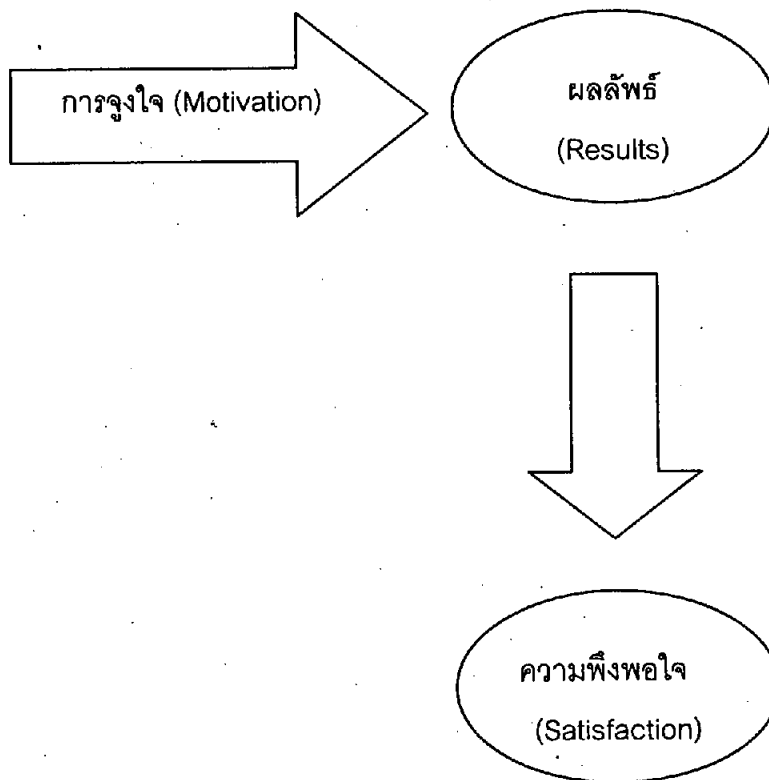 การจูงใจ (Motivation)
ผลลัพธ์
(Results)
ความพึงพอใจ
(Satisfaction)